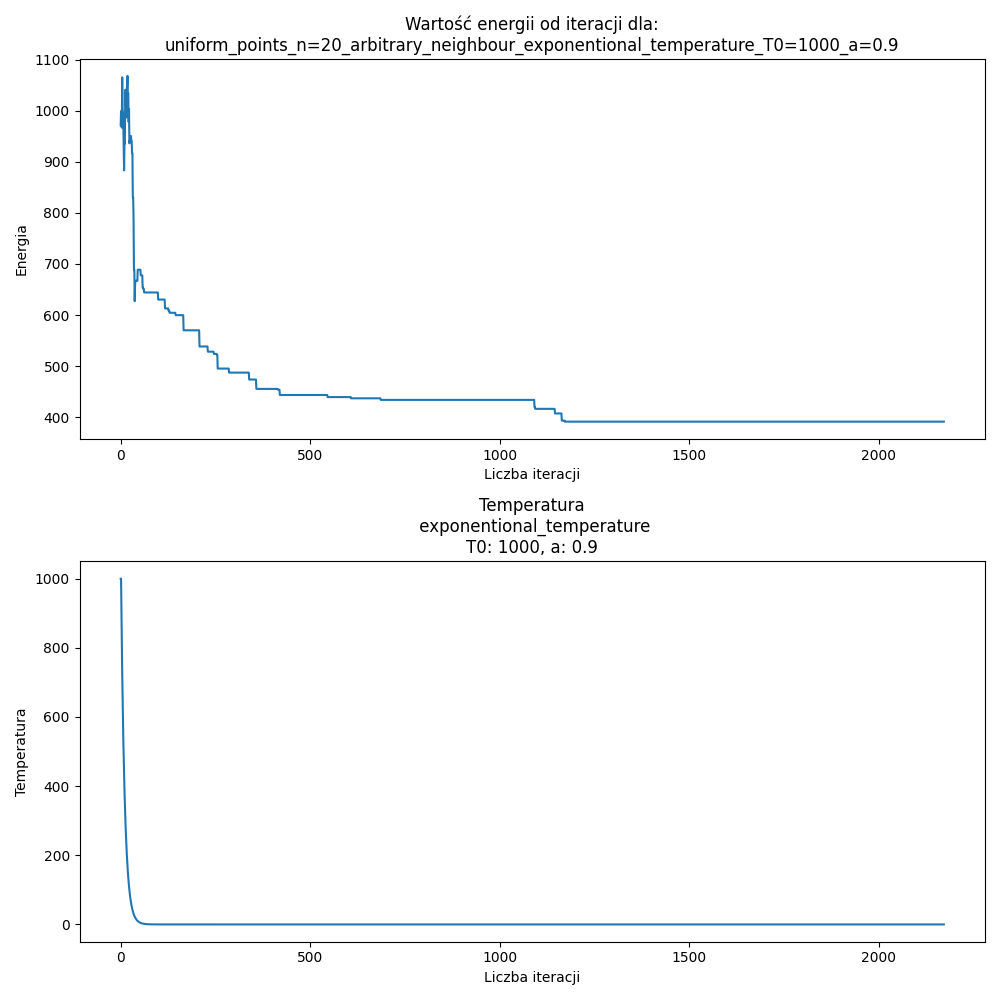 Wartość energii od iteracji dla:
uniform_points_n=20_arbitrary_neighbour_exponentional_temperature_T0=1000_a=0.9
1100
1000
900
800
700
600
500
400
Energia
0
500
1000
1500
2000
Liczba iteracji
Temperatura
exponentional_temperature
T0: 1000, a: 0.9
1000
800
600
400
200
0
Temperatura
0
500
1000
1500
2000
Liczba iteracji